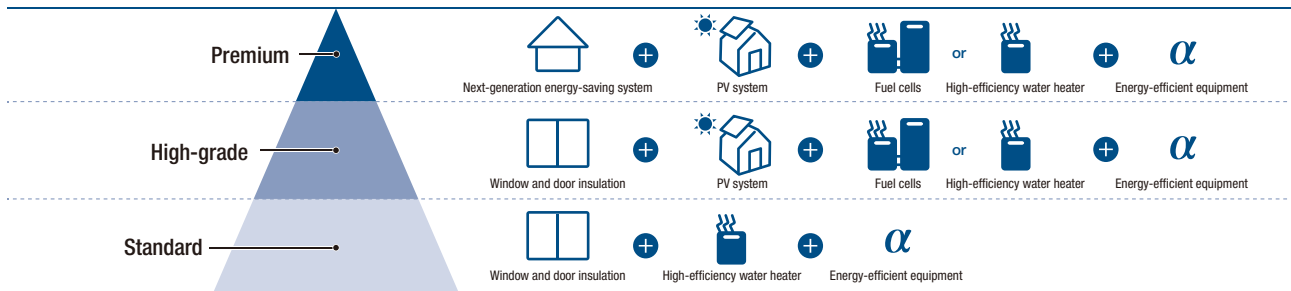 Premium
Next-generation energy-saving system
PV system
Fuel cells
or
High-efficiency water heater
α
Energy-efficient equipment
High-grade
Window and door insulation
PV system
Fuel cells
or
High-efficiency water heater
α
Energy-efficient equipment
Standard
Window and door insulation
High-efficiency water heater
α
Energy-efficient equipment